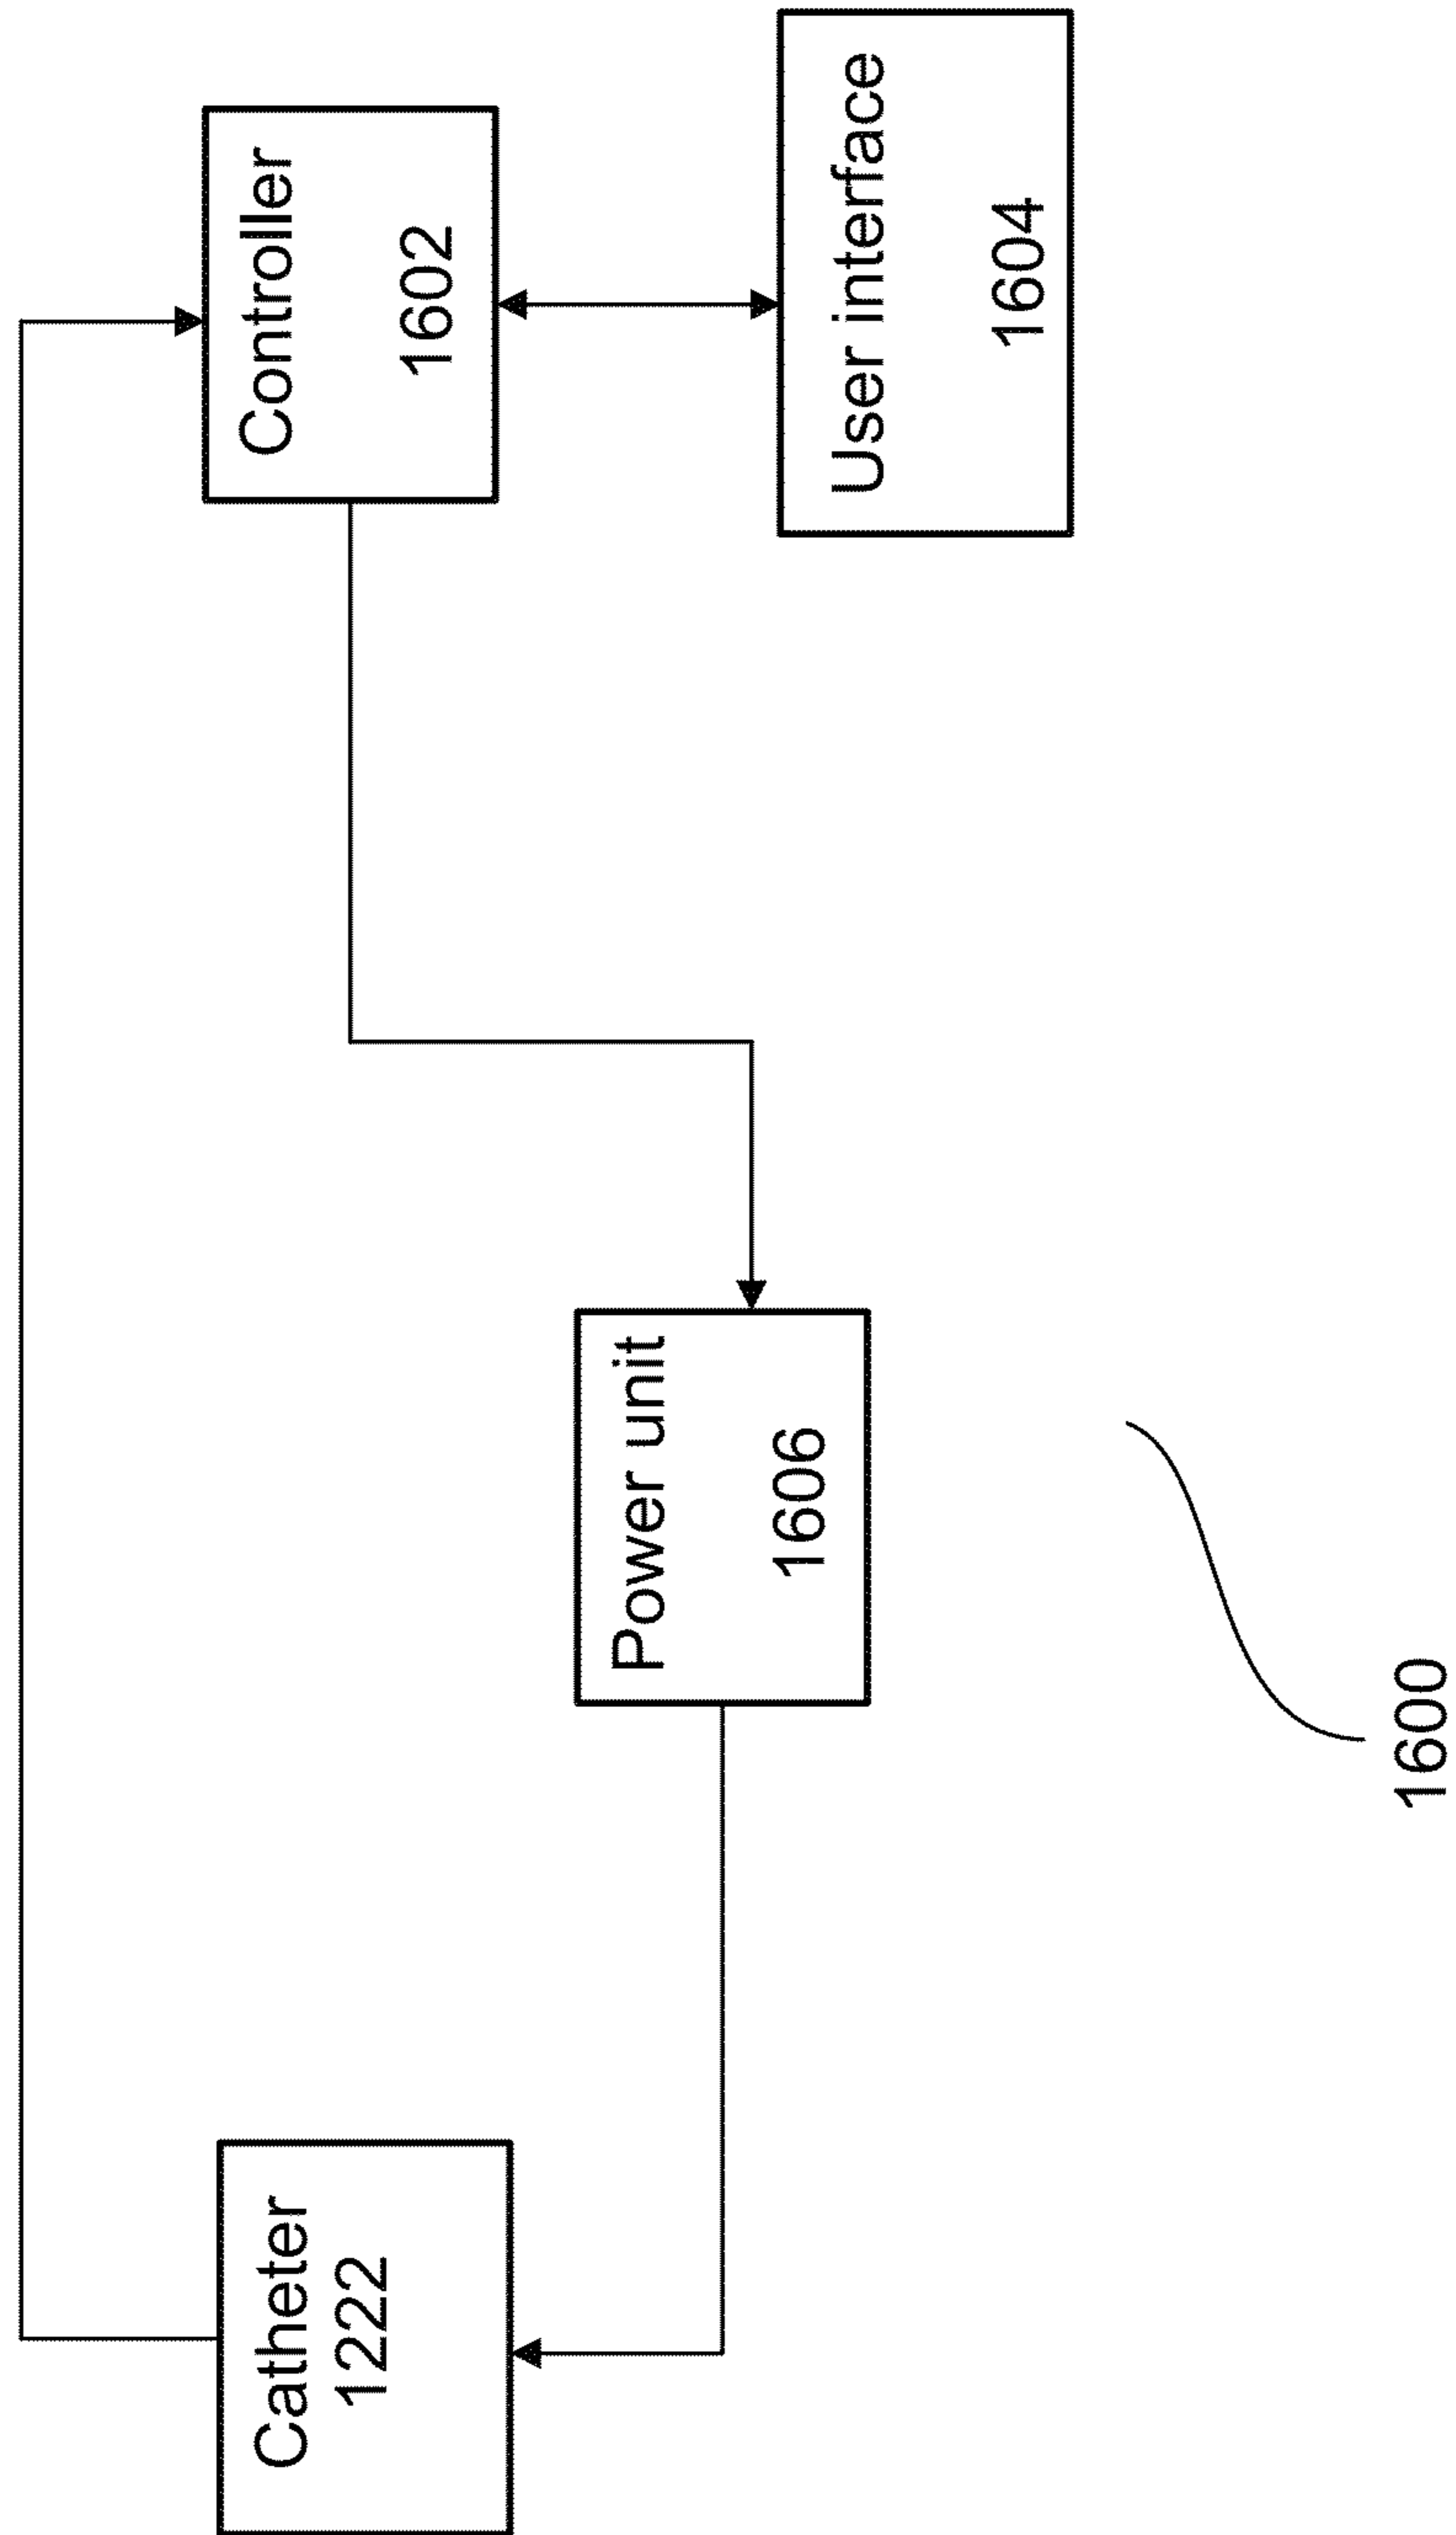 Catheter
1222
Controller
1602
Power unit
1606
User interface
1604
1600